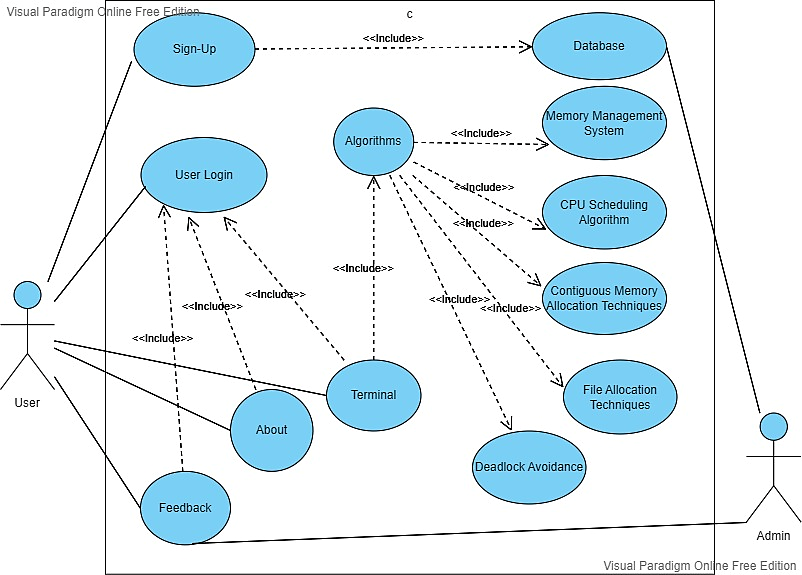 Visual Paradigm Online Free Edition
c
Sign-Up
<<Include>>
Database
Memory Management
System
Algorithms
<<Include>>
User Login
<<Include>>
CPU Scheduling
Algorithm
<<Include>>
<<Include>>
<<Include>>
<<Include>>
<<Include>>
<<Include>>
Contiguous Memory
Allocation Techniques
<<Include>>
User
Terminal
File Allocation
Techniques
About
Deadlock Avoidance
Feedback
Admin
Visual Paradigm Online Free Edition